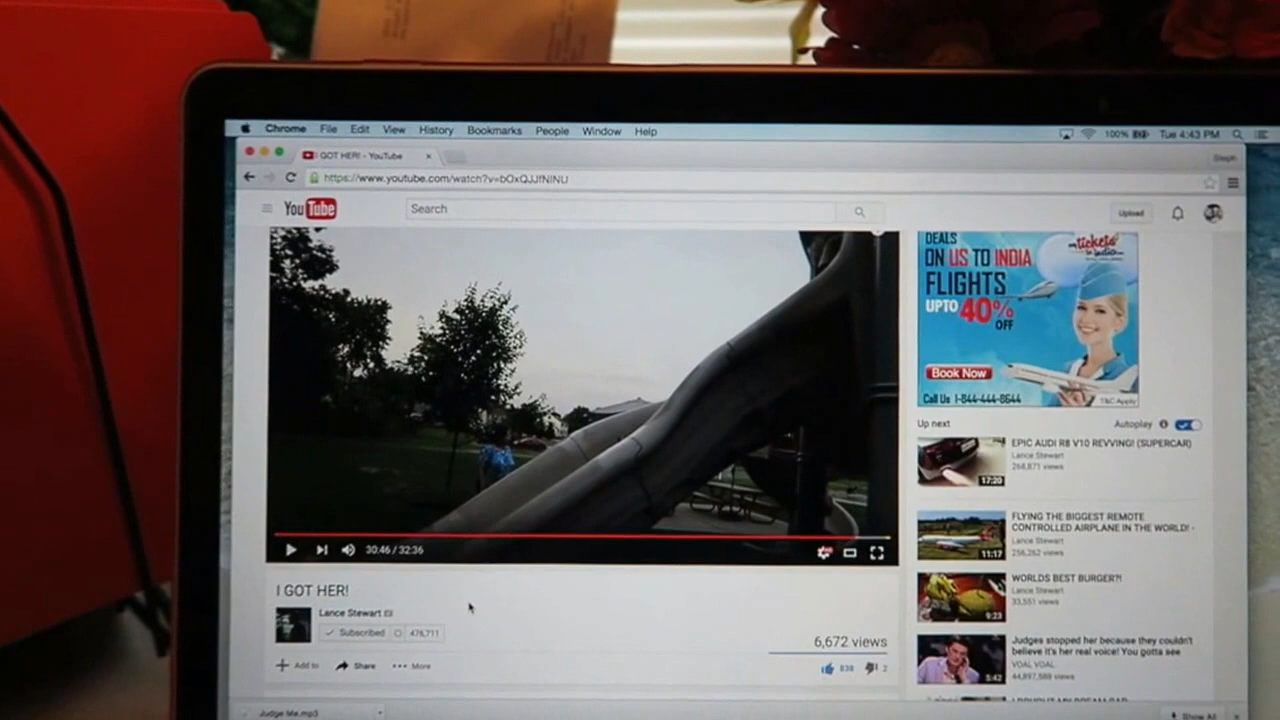 Chrome File Edit View History Bookmarks People Window Help
100% Tue 4:43 PM
I GOT HER! - YouTube
Steph
https://www.youtube.com/watch?v=bOxQJJfNINU
YouTube
Search
Upload
DEALS
tickets
ON US TO INDIA
FLIGHTS
UPTO 40%
OFF
Book Now
Call Us 1-844-444-8644
T&C Apply
Up next
Autoplay
EPIC AUDI R8 V10 REVVING! (SUPERCAR)
Lance Stewart
268,871 views
17:20
FLYING THE BIGGEST REMOTE
CONTROLLED AIRPLANE IN THE WORLD! -
Lance Stewart
256,262 views
11:17
WORLDS BEST BURGER?!
Lance Stewart
33,551 views
9:23
Judges stopped her because they couldn't
believe it's her real voice! You gotta see
VOAL VOAL
44,897,588 views
5:42
30:46 / 32:36
I GOT HER!
Lance Stewart
Subscribed 476,711
6,672 views
Add to Share More
838 2
Judge Me.mp3
Show All